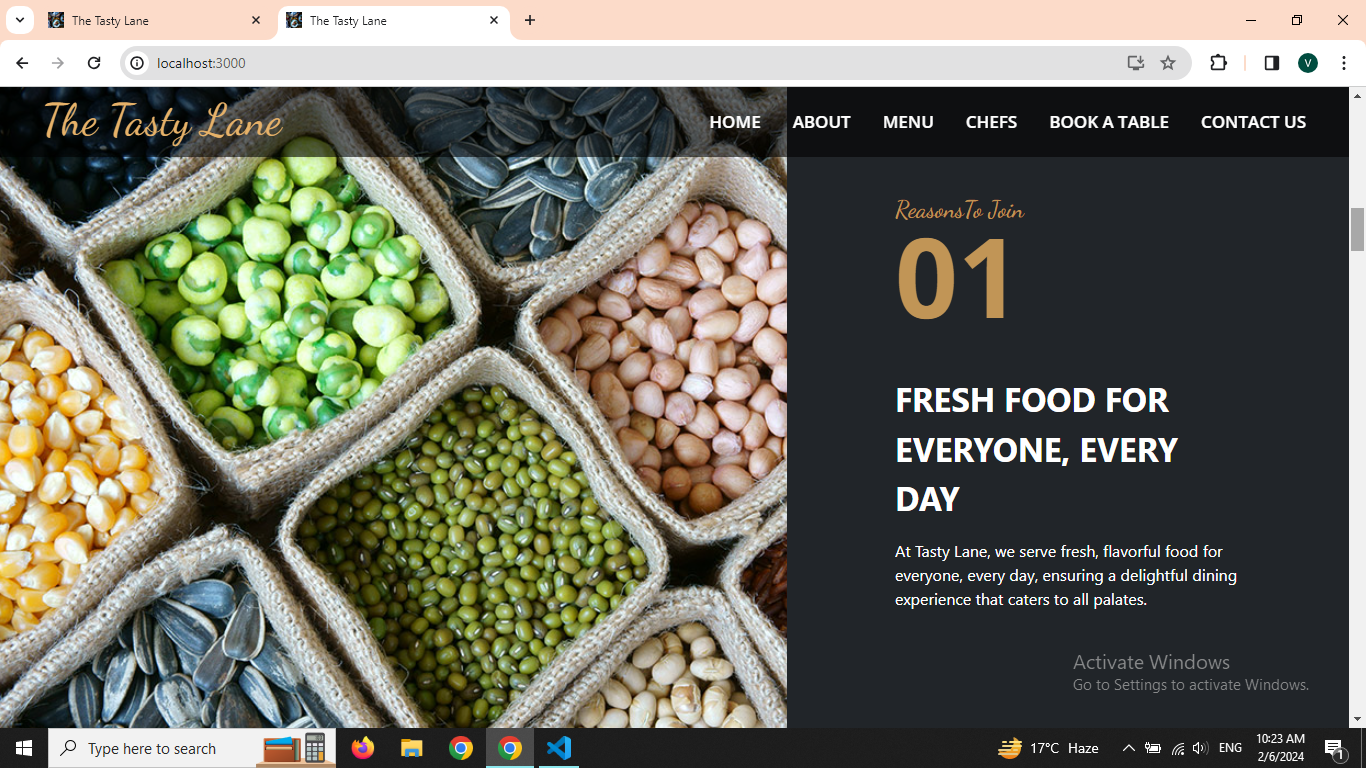 The Tasty Lane
The Tasty Lane
localhost:3000
V
The Tasty Lane
HOME ABOUT MENU CHEFS BOOK A TABLE CONTACT US
ReasonsTo Join
01
FRESH FOOD FOR
EVERYONE, EVERY
DAY
At Tasty Lane, we serve fresh, flavorful food for
everyone, every day, ensuring a delightful dining
experience that caters to all palates.
Activate Windows
Go to Settings to activate Windows.
Type here to search
17°C Haze
ENG
10:23 AM
2/6/2024
1